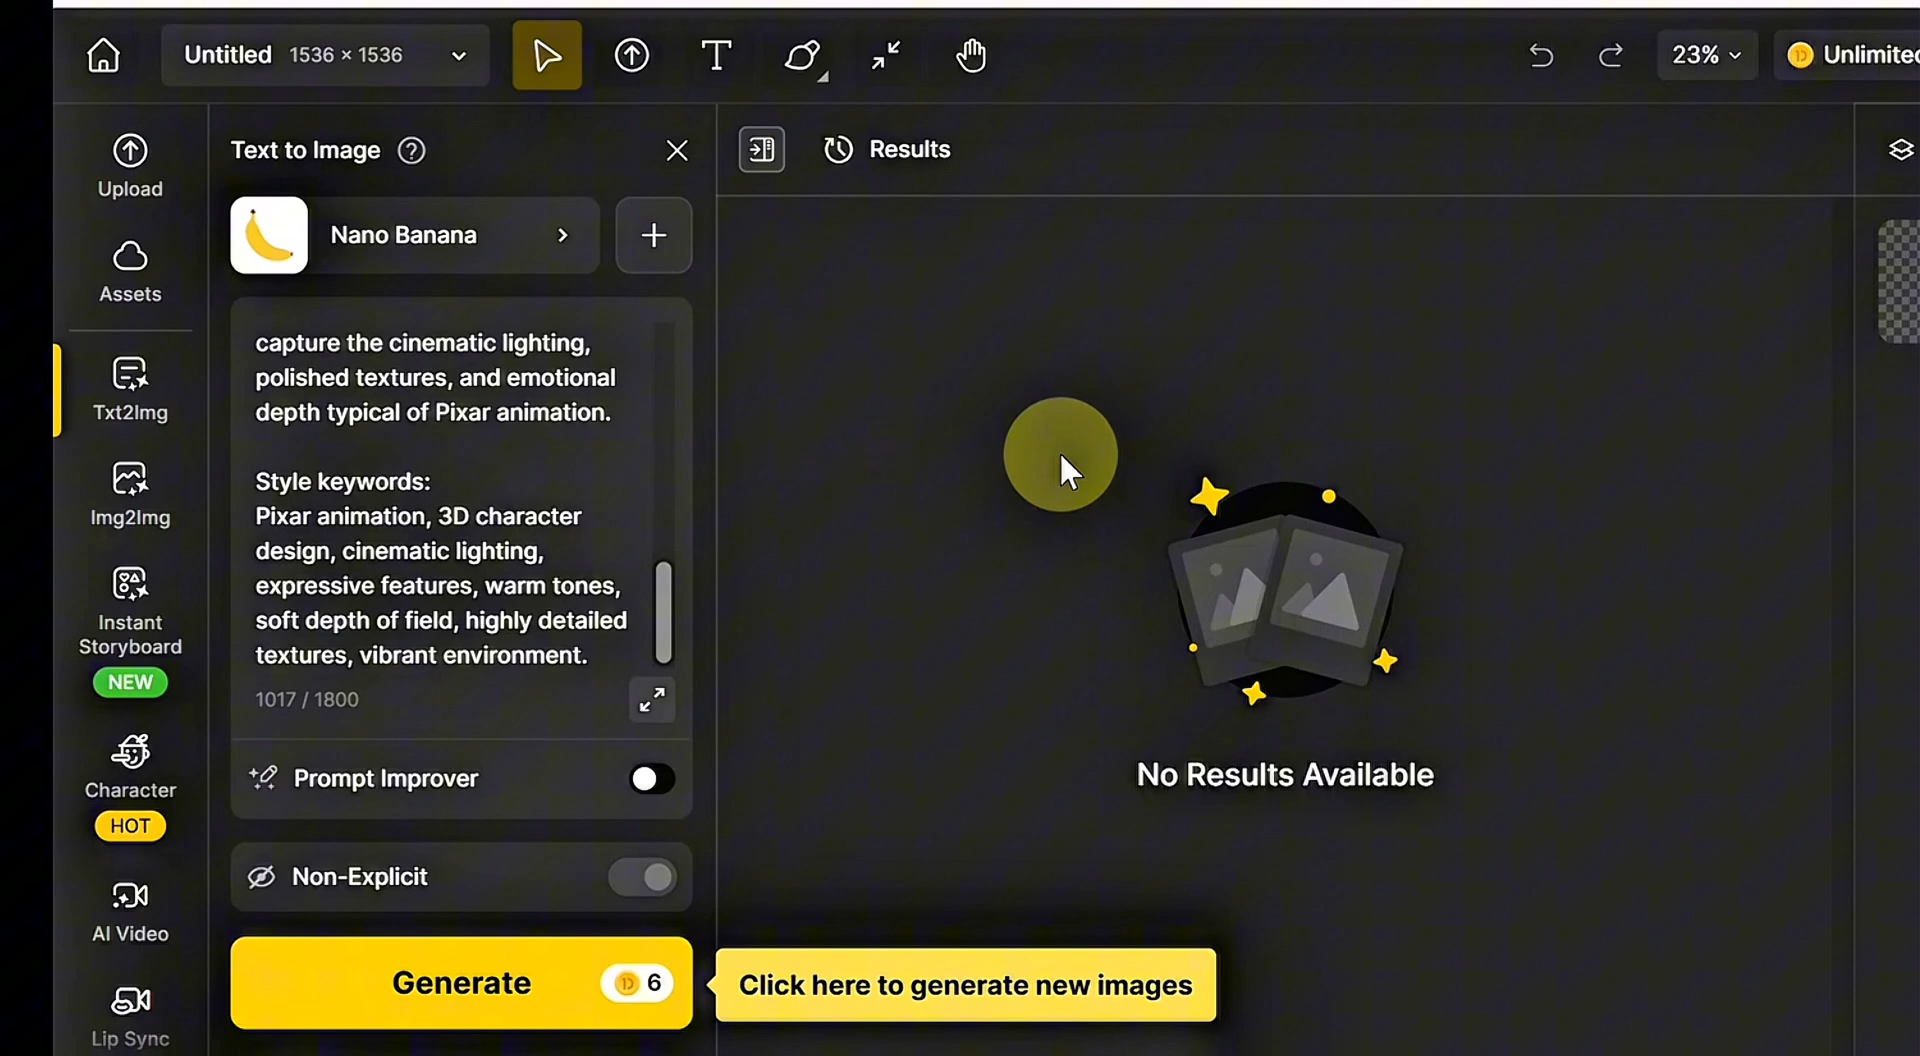 Untitled 1536 × 1536
23%
Unlimited
Upload
Assets
Txt2Img
Img2Img
Instant
Storyboard
NEW
Character
HOT
AI Video
Lip Sync
Text to Image
Nano Banana
capture the cinematic lighting,
polished textures, and emotional
depth typical of Pixar animation.
Style keywords:
Pixar animation, 3D character
design, cinematic lighting,
expressive features, warm tones,
soft depth of field, highly detailed
textures, vibrant environment.
1017 / 1800
Prompt Improver
Non-Explicit
Generate 6
Click here to generate new images
Results
No Results Available